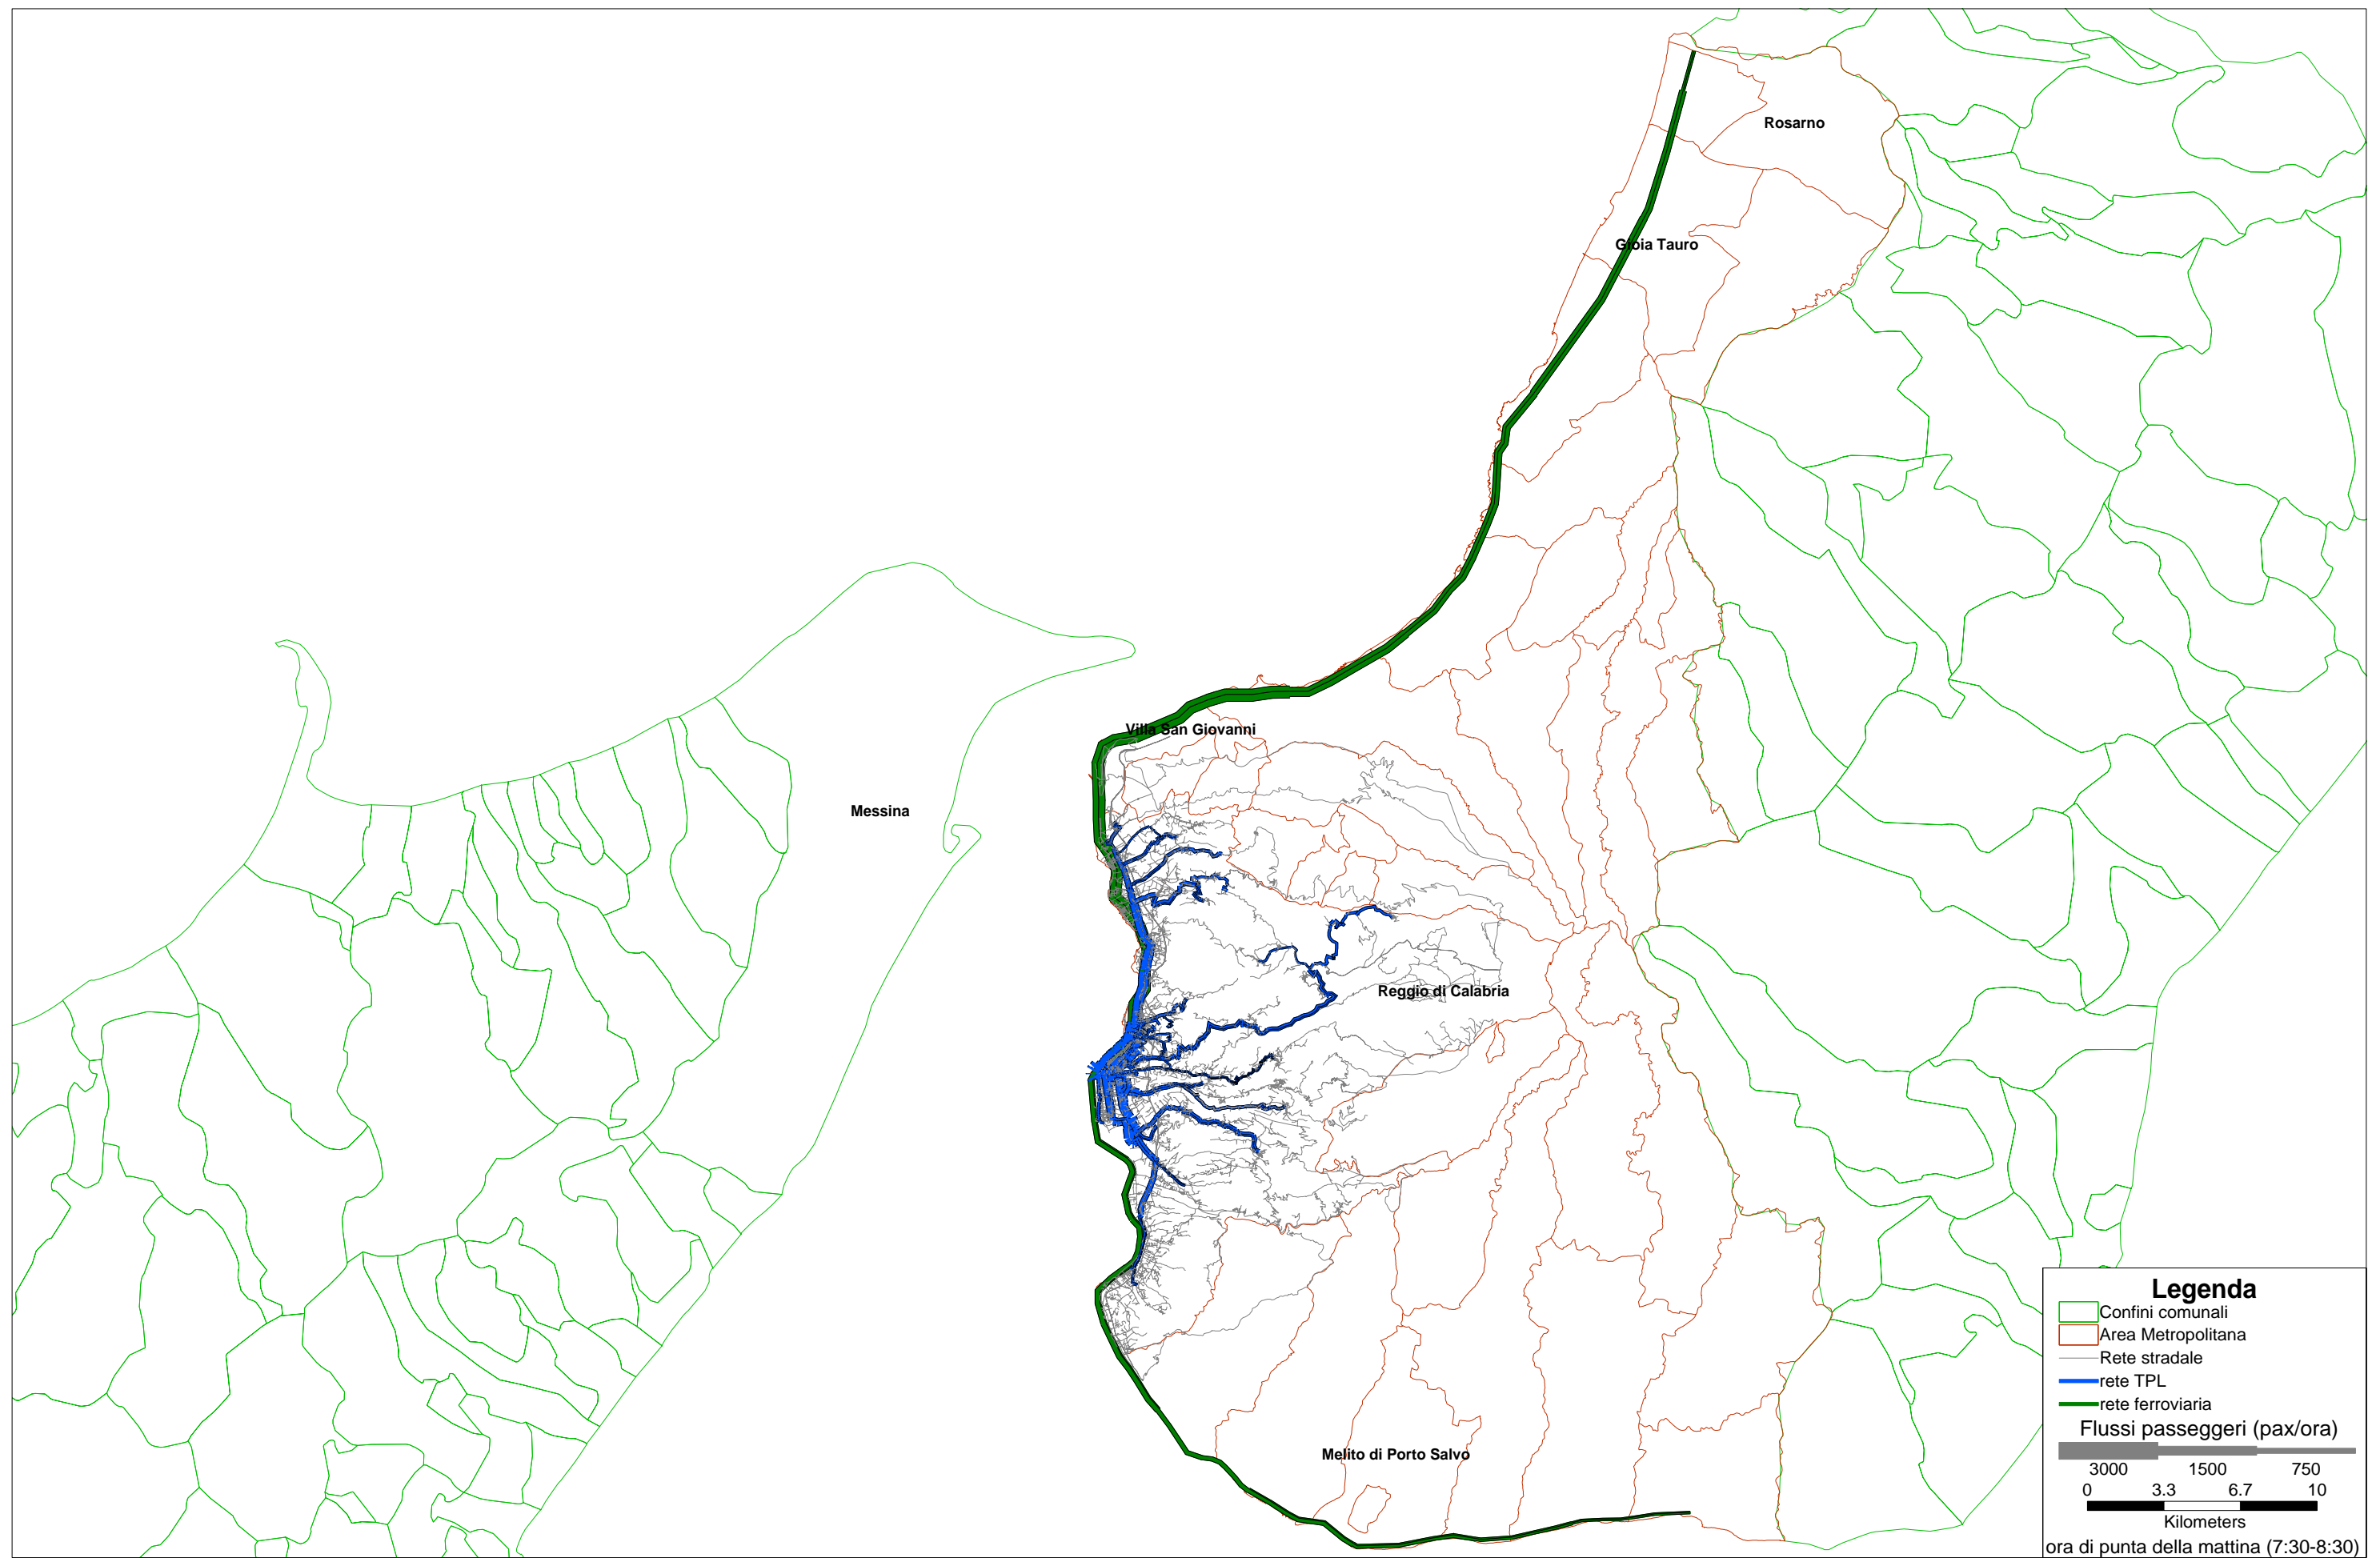 Rosarno
Gioia Tauro
Villa San Giovanni
Messina
Reggio di Calabria
Melito di Porto Salvo
Legenda
Confini comunali
Area Metropolitana
Rete stradale
rete TPL
rete ferroviaria
Flussi passeggeri (pax/ora)
3000 1500 750
0 3.3 6.7 10
Kilometers
ora di punta della mattina (7:30-8:30)